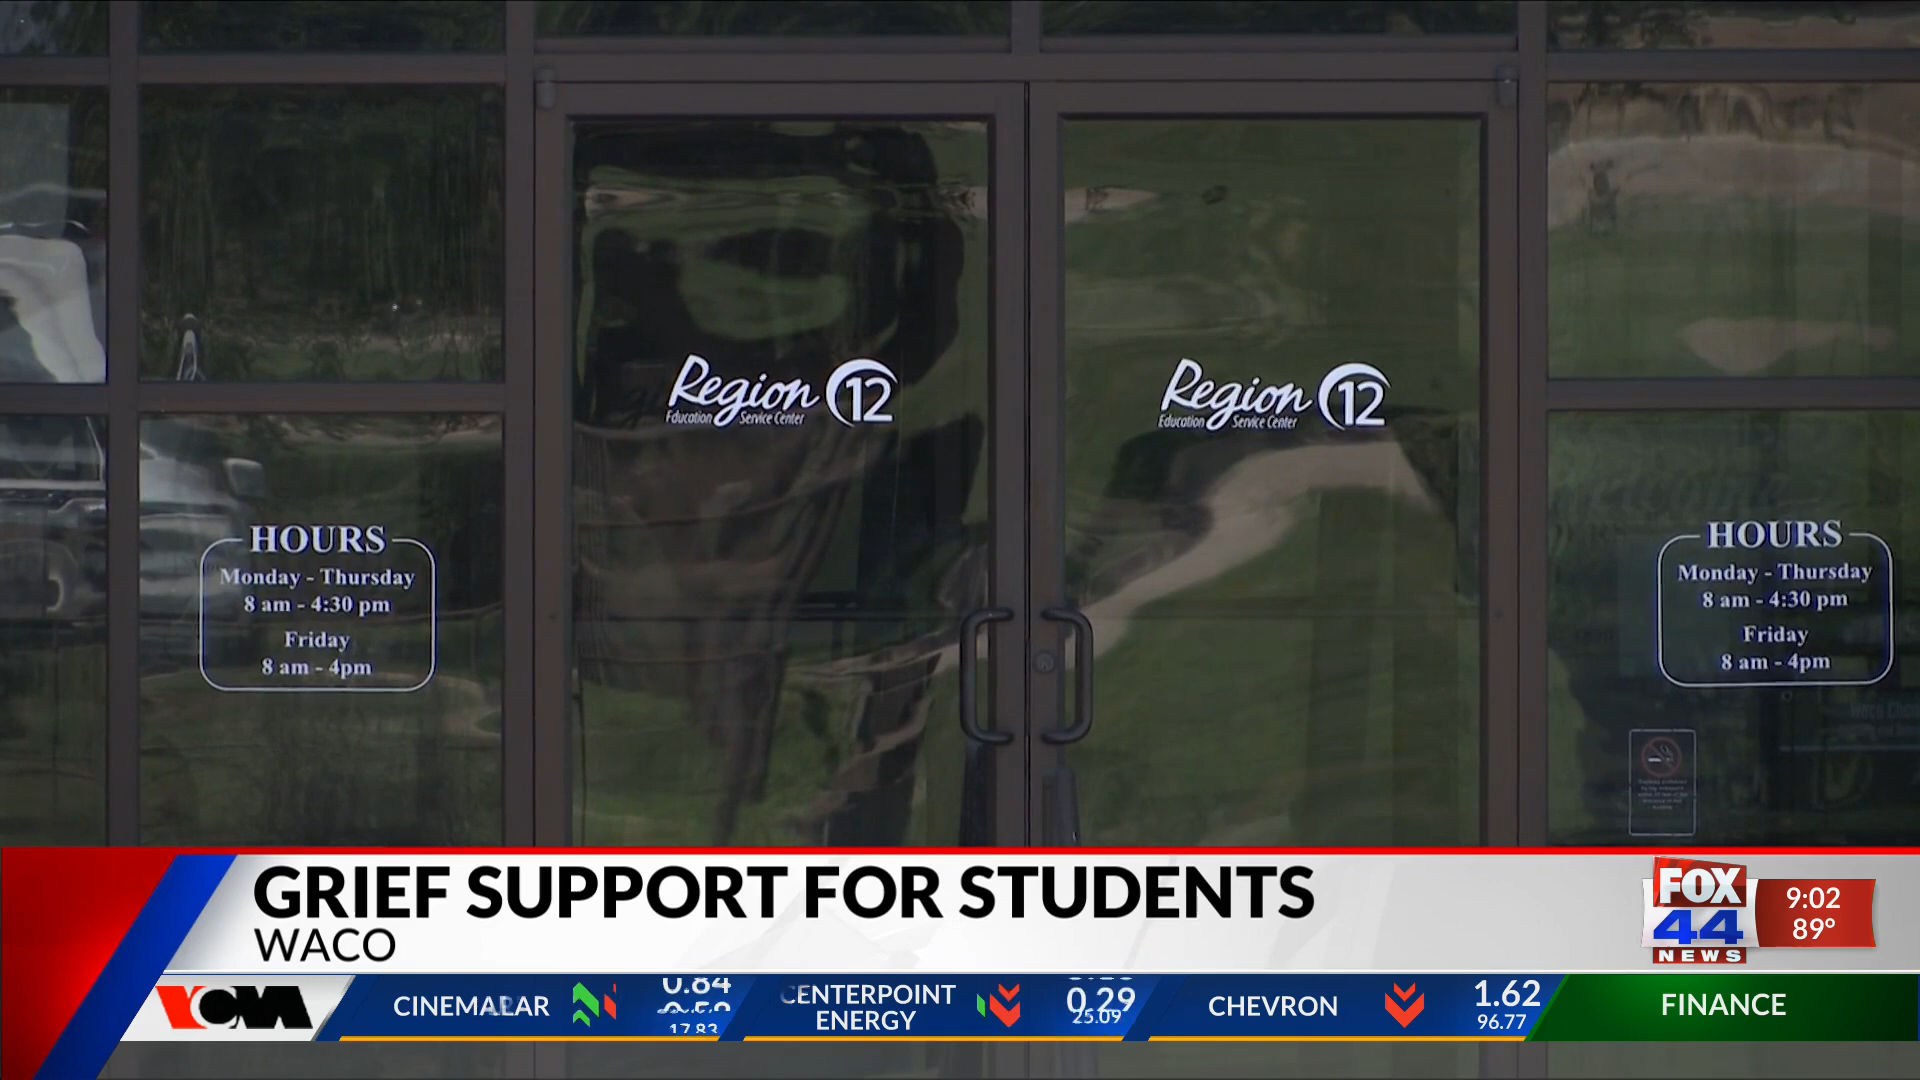 Region 12
Education Service Center
Region 12
Education Service Center
HOURS
Monday - Thursday
8 am - 4:30 pm
Friday
8 am - 4pm
HOURS
Monday - Thursday
8 am - 4:30 pm
Friday
8 am - 4pm
GRIEF SUPPORT FOR STUDENTS
WACO
FOX
44
NEWS
9:02
89°
CENTERPOINT
ENERGY
0.29
25.09
CHEVRON
1.62
96.77
FINANCE
17.83